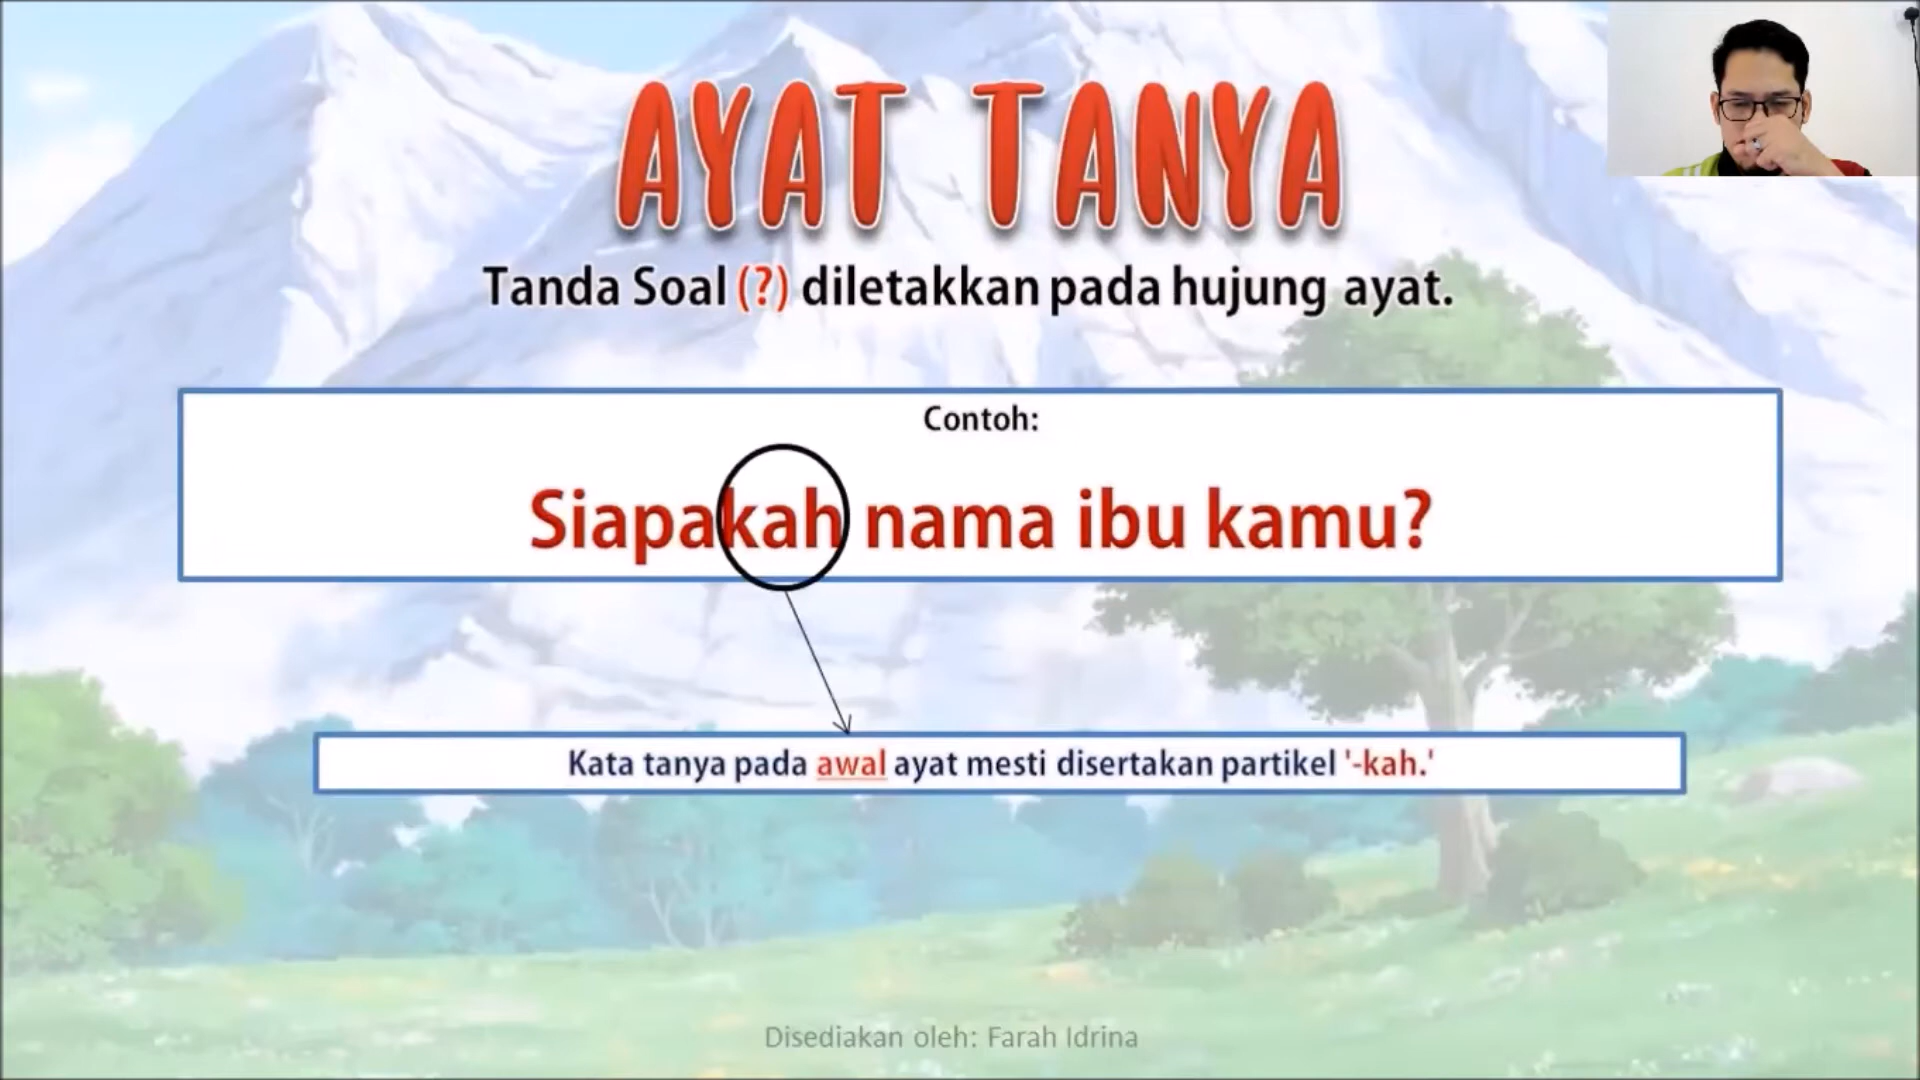 AYAT TANYA
Tanda Soal (?) diletakkan pada hujung ayat.
Contoh:
Siapakah nama ibu kamu?
Kata tanya pada awal ayat mesti disertakan partikel '-kah.'
Disediakan oleh: Farah Idrina